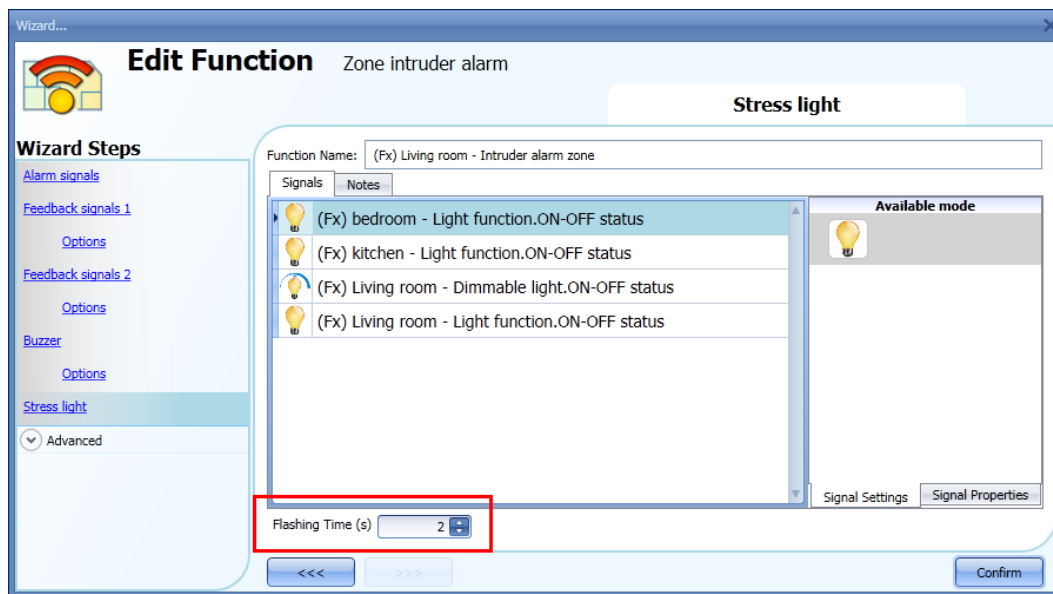 Wizard...
Edit Function Zone intruder alarm
Stress light
Wizard Steps
Alarm signals
Feedback signals 1
Options
Feedback signals 2
Options
Buzzer
Options
Stress light
Advanced
Function Name: (Fx) Living room - Intruder alarm zone
Signals Notes
(Fx) bedroom - Light function.ON-OFF status
(Fx) kitchen - Light function.ON-OFF status
(Fx) Living room - Dimmable light.ON-OFF status
(Fx) Living room - Light function.ON-OFF status
Available mode
Signal Settings Signal Properties
Flashing Time (s) 2
<<< >>> Confirm